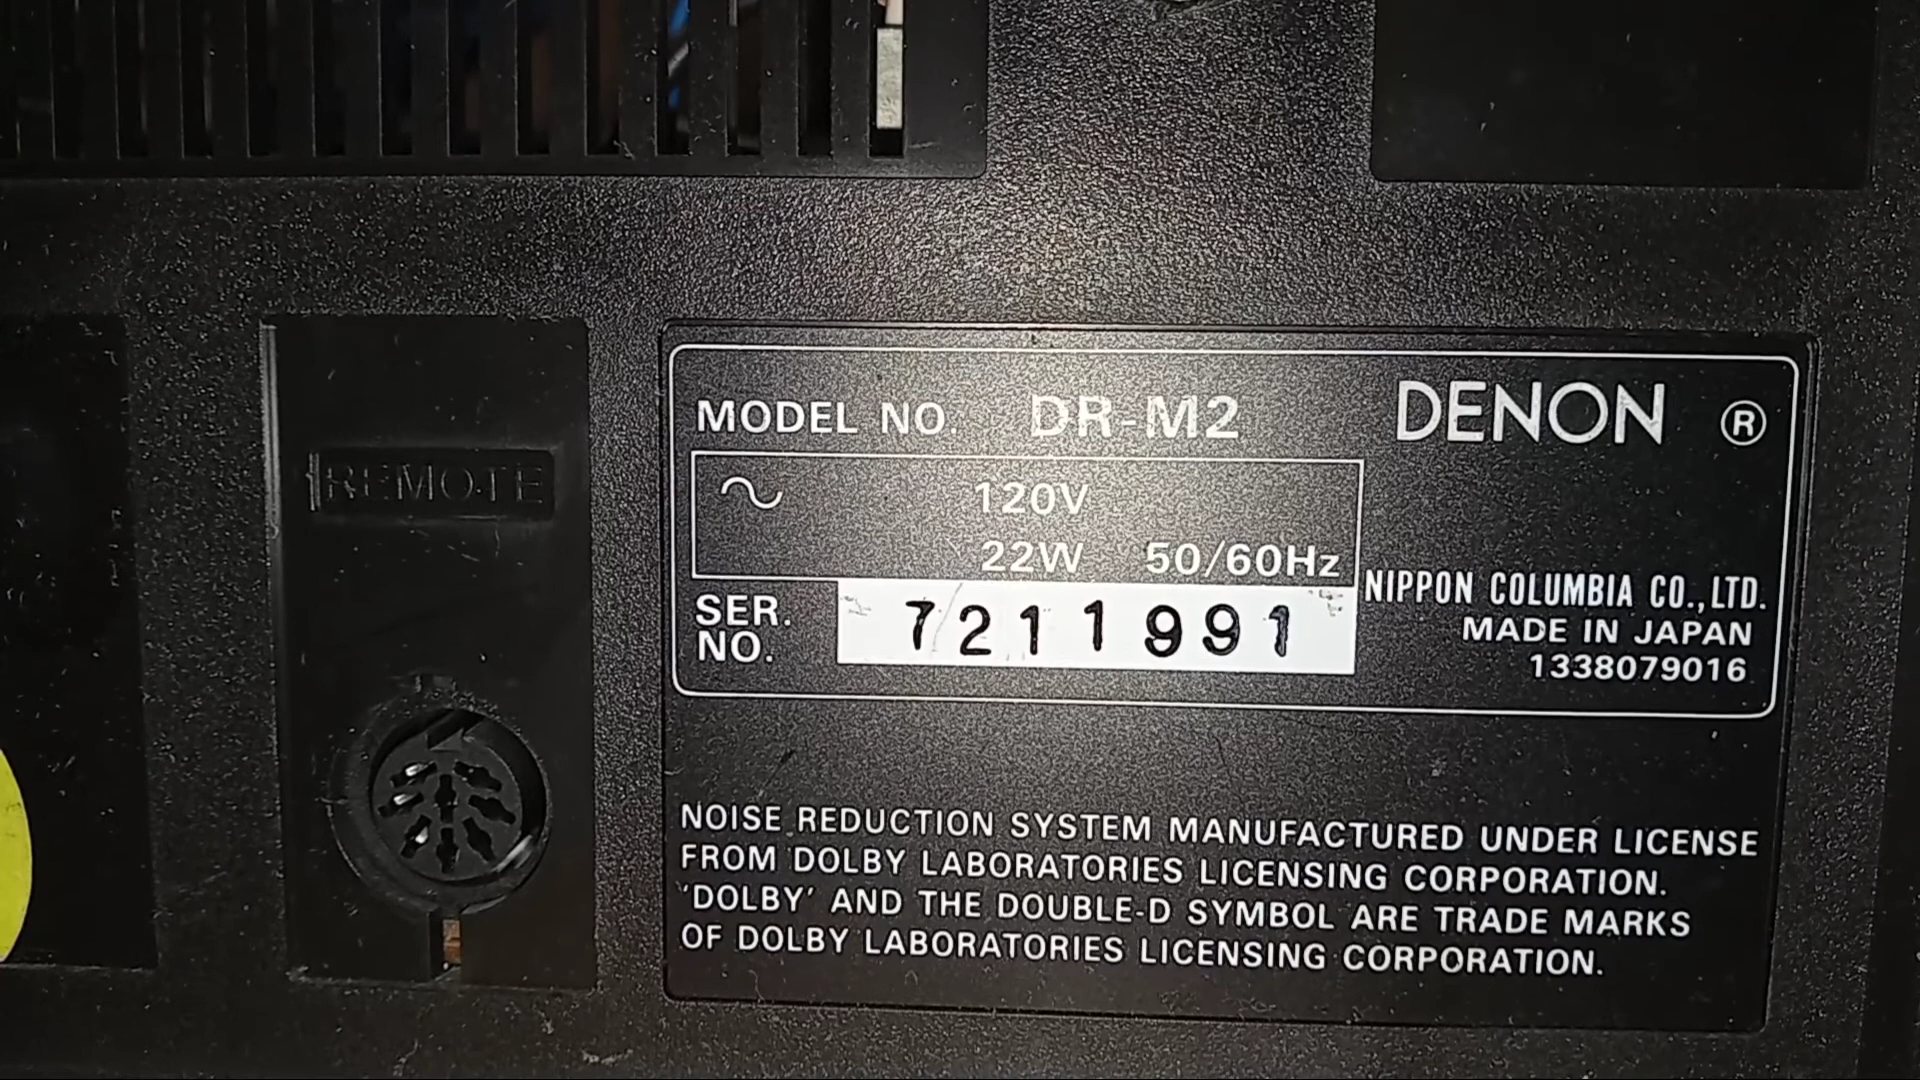 REMOTE
MODEL NO. DR-M2 DENON ®
120V
22W 50/60Hz
SER. NO. 7211991
NIPPON COLUMBIA CO.,LTD.
MADE IN JAPAN
1338079016
NOISE REDUCTION SYSTEM MANUFACTURED UNDER LICENSE
FROM DOLBY LABORATORIES LICENSING CORPORATION.
'DOLBY' AND THE DOUBLE-D SYMBOL ARE TRADE MARKS
OF DOLBY LABORATORIES LICENSING CORPORATION.